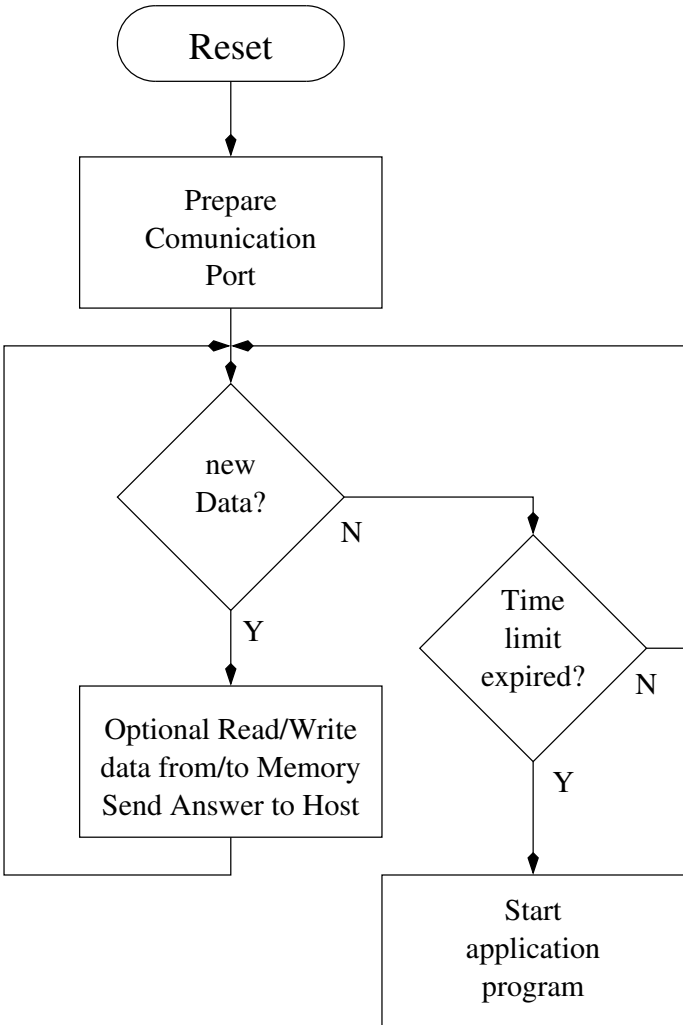 Reset
Prepare
Comunication
Port
new
Data?
N
Y
Time
limit
expired?
N
Y
Optional Read/Write
data from/to Memory
Send Answer to Host
Start
application
program